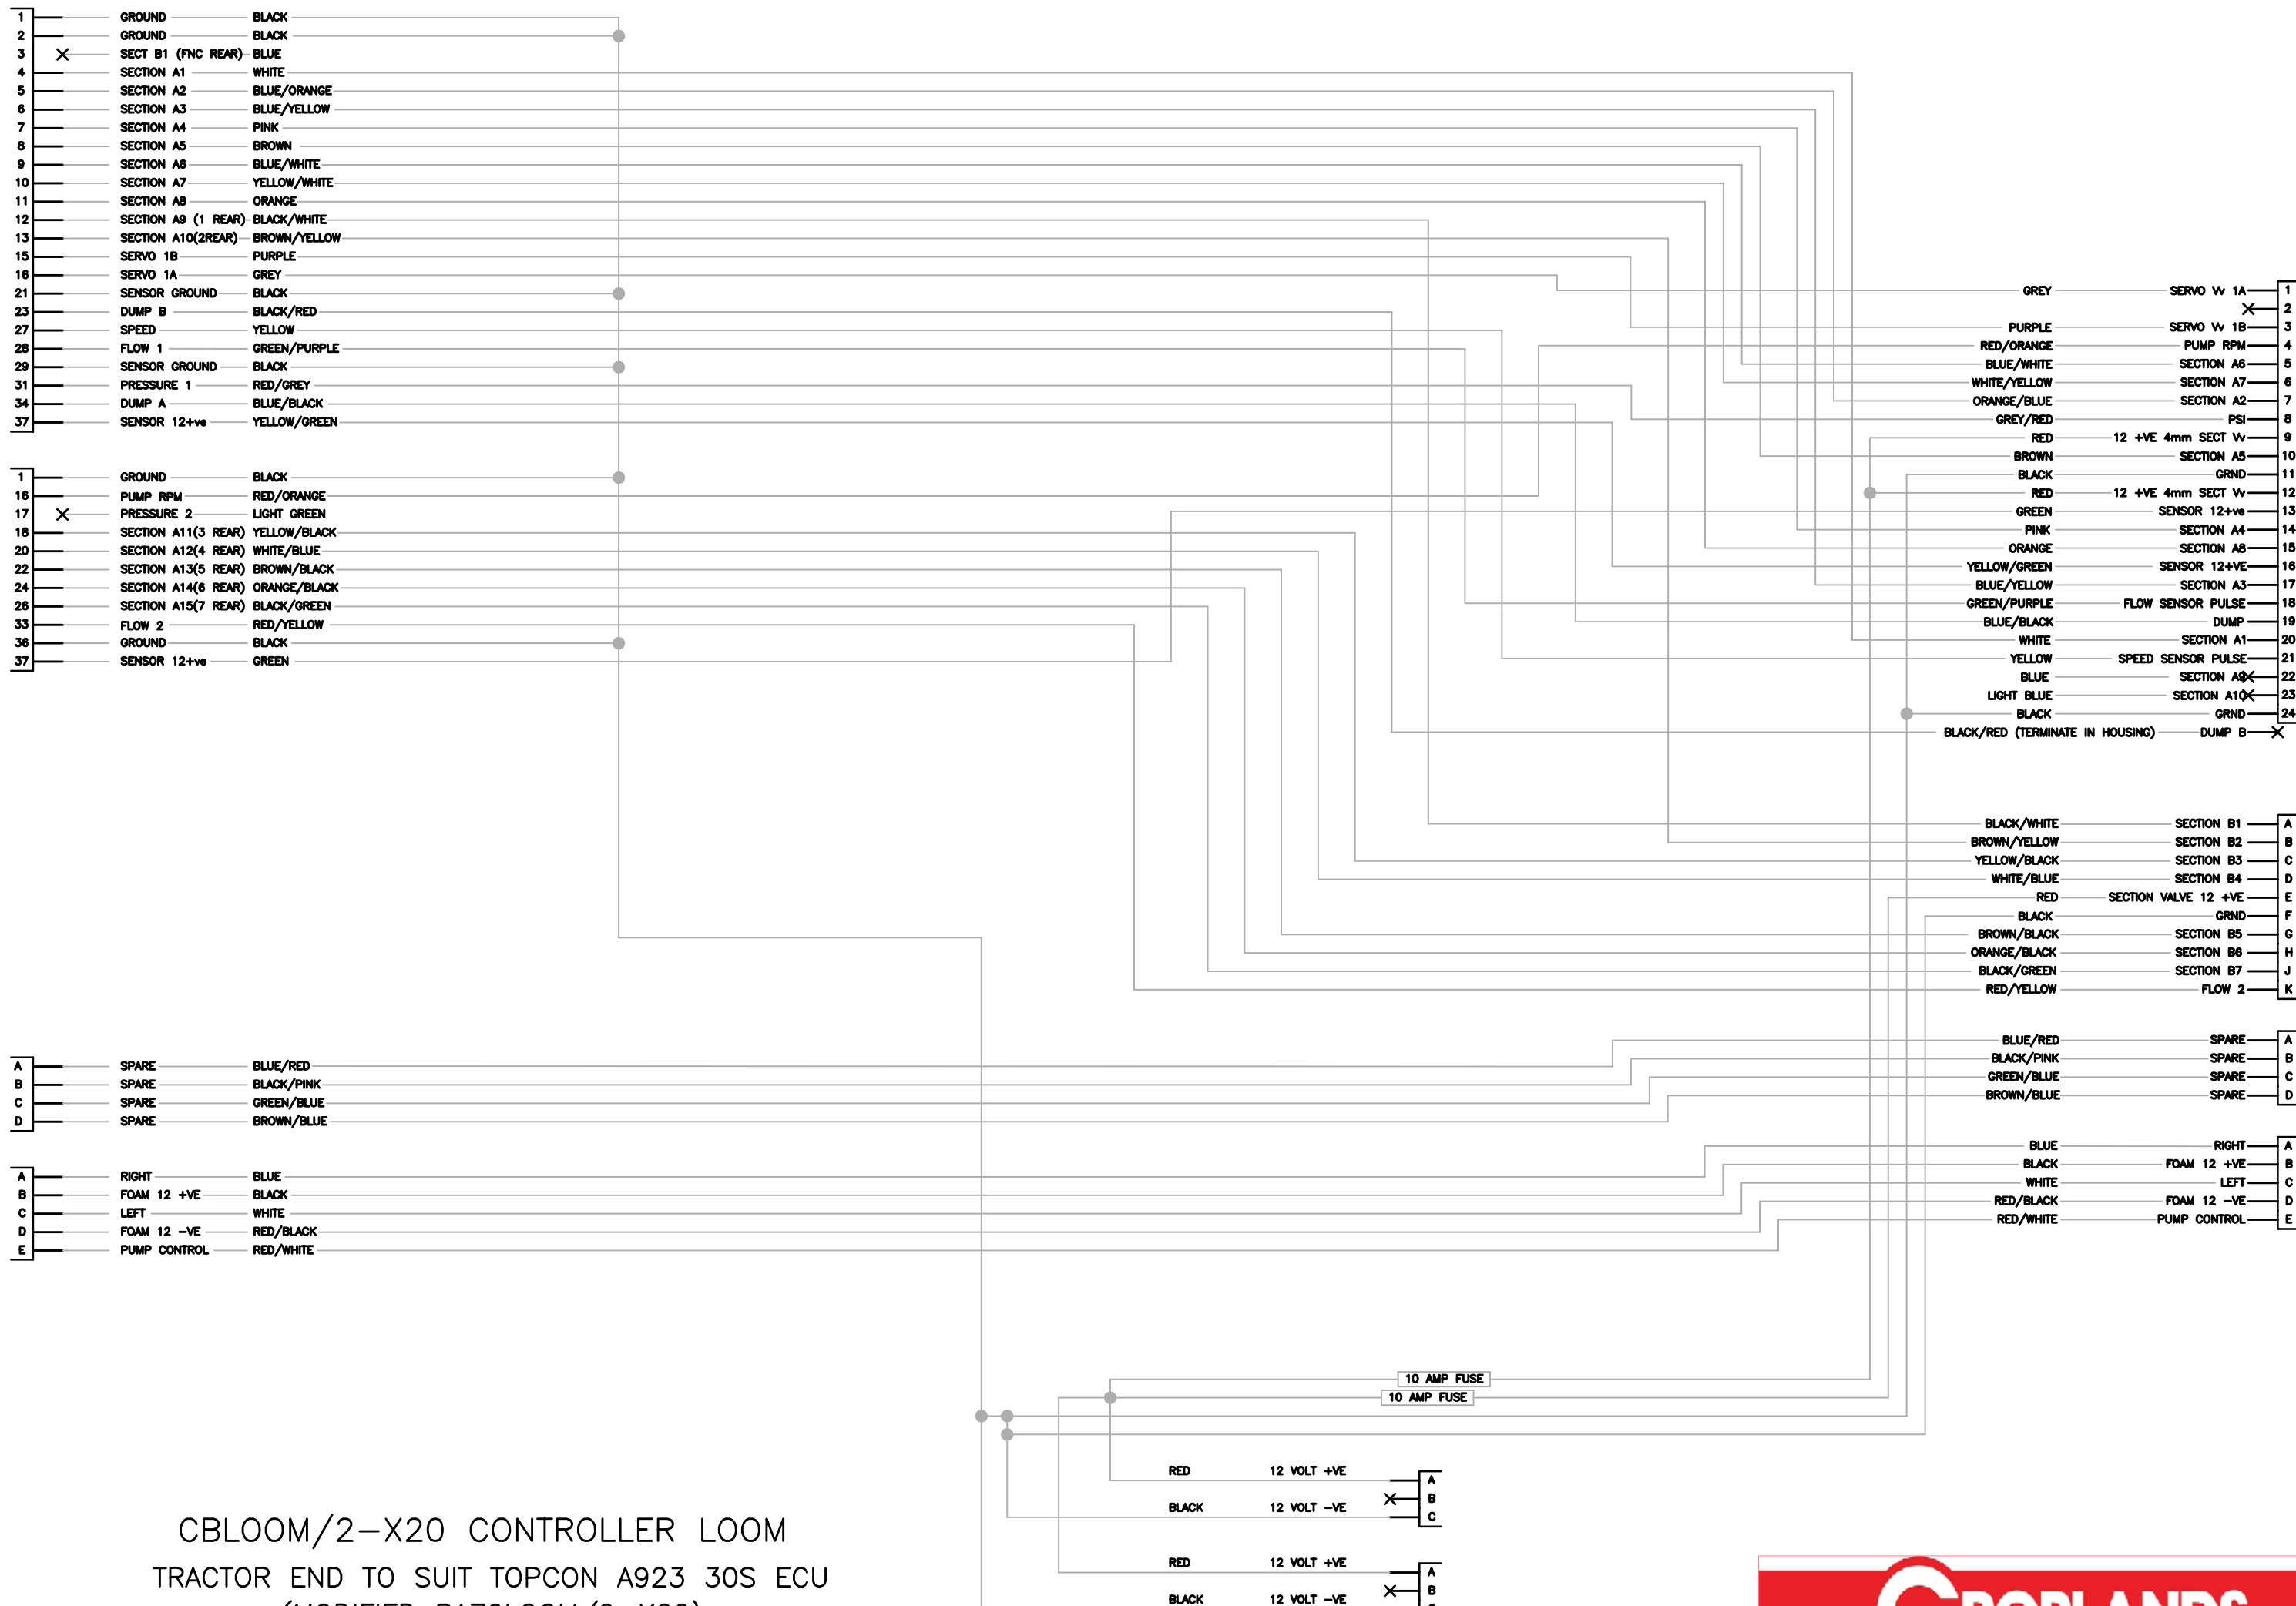 1 GROUND BLACK
2 GROUND BLACK
3 SECT B1 (FNC REAR) BLUE
4 SECTION A1 WHITE
5 SECTION A2 BLUE/ORANGE
6 SECTION A3 BLUE/YELLOW
7 SECTION A4 PINK
8 SECTION A5 BROWN
9 SECTION A6 BLUE/WHITE
10 SECTION A7 YELLOW/WHITE
11 SECTION A8 ORANGE
12 SECTION A9 (1 REAR) BLACK/WHITE
13 SECTION A10(2REAR) BROWN/YELLOW
15 SERVO 1B PURPLE
16 SERVO 1A GREY
21 SENSOR GROUND BLACK
23 DUMP B BLACK/RED
27 SPEED YELLOW
28 FLOW 1 GREEN/PURPLE
29 SENSOR GROUND BLACK
31 PRESSURE 1 RED/GREY
34 DUMP A BLUE/BLACK
37 SENSOR 12+ve YELLOW/GREEN
1 GROUND BLACK
16 PUMP RPM RED/ORANGE
17 PRESSURE 2 LIGHT GREEN
18 SECTION A11(3 REAR) YELLOW/BLACK
20 SECTION A12(4 REAR) WHITE/BLUE
22 SECTION A13(5 REAR) BROWN/BLACK
24 SECTION A14(6 REAR) ORANGE/BLACK
26 SECTION A15(7 REAR) BLACK/GREEN
33 FLOW 2 RED/YELLOW
36 GROUND BLACK
37 SENSOR 12+ve GREEN
A SPARE BLUE/RED
B SPARE BLACK/PINK
C SPARE GREEN/BLUE
D SPARE BROWN/BLUE
A RIGHT BLUE
B FOAM 12 +VE BLACK
C LEFT WHITE
D FOAM 12 -VE RED/BLACK
E PUMP CONTROL RED/WHITE
GREY SERVO Vv 1A 1
2
PURPLE SERVO Vv 1B 3
RED/ORANGE PUMP RPM 4
BLUE/WHITE SECTION A6 5
WHITE/YELLOW SECTION A7 6
ORANGE/BLUE SECTION A2 7
GREY/RED PSI 8
RED 12 +VE 4mm SECT Vv 9
BROWN SECTION A5 10
BLACK GRND 11
RED 12 +VE 4mm SECT Vv 12
GREEN SENSOR 12+ve 13
PINK SECTION A4 14
ORANGE SECTION A8 15
YELLOW/GREEN SENSOR 12+VE 16
BLUE/YELLOW SECTION A3 17
GREEN/PURPLE FLOW SENSOR PULSE 18
BLUE/BLACK DUMP 19
WHITE SECTION A1 20
YELLOW SPEED SENSOR PULSE 21
BLUE SECTION A9 22
LIGHT BLUE SECTION A10 23
BLACK GRND 24
BLACK/RED (TERMINATE IN HOUSING) DUMP B
BLACK/WHITE SECTION B1 A
BROWN/YELLOW SECTION B2 B
YELLOW/BLACK SECTION B3 C
WHITE/BLUE SECTION B4 D
RED SECTION VALVE 12 +VE E
BLACK GRND F
BROWN/BLACK SECTION B5 G
ORANGE/BLACK SECTION B6 H
BLACK/GREEN SECTION B7 J
RED/YELLOW FLOW 2 K
BLUE/RED SPARE A
BLACK/PINK SPARE B
GREEN/BLUE SPARE C
BROWN/BLUE SPARE D
BLUE RIGHT A
BLACK FOAM 12 +VE B
WHITE LEFT C
RED/BLACK FOAM 12 -VE D
RED/WHITE PUMP CONTROL E
10 AMP FUSE
10 AMP FUSE
RED 12 VOLT +VE A
B
BLACK 12 VOLT -VE C
RED 12 VOLT +VE A
B
BLACK 12 VOLT -VE
CBLOOM/2-X20 CONTROLLER LOOM
TRACTOR END TO SUIT TOPCON A923 30S ECU
CROPLANDS